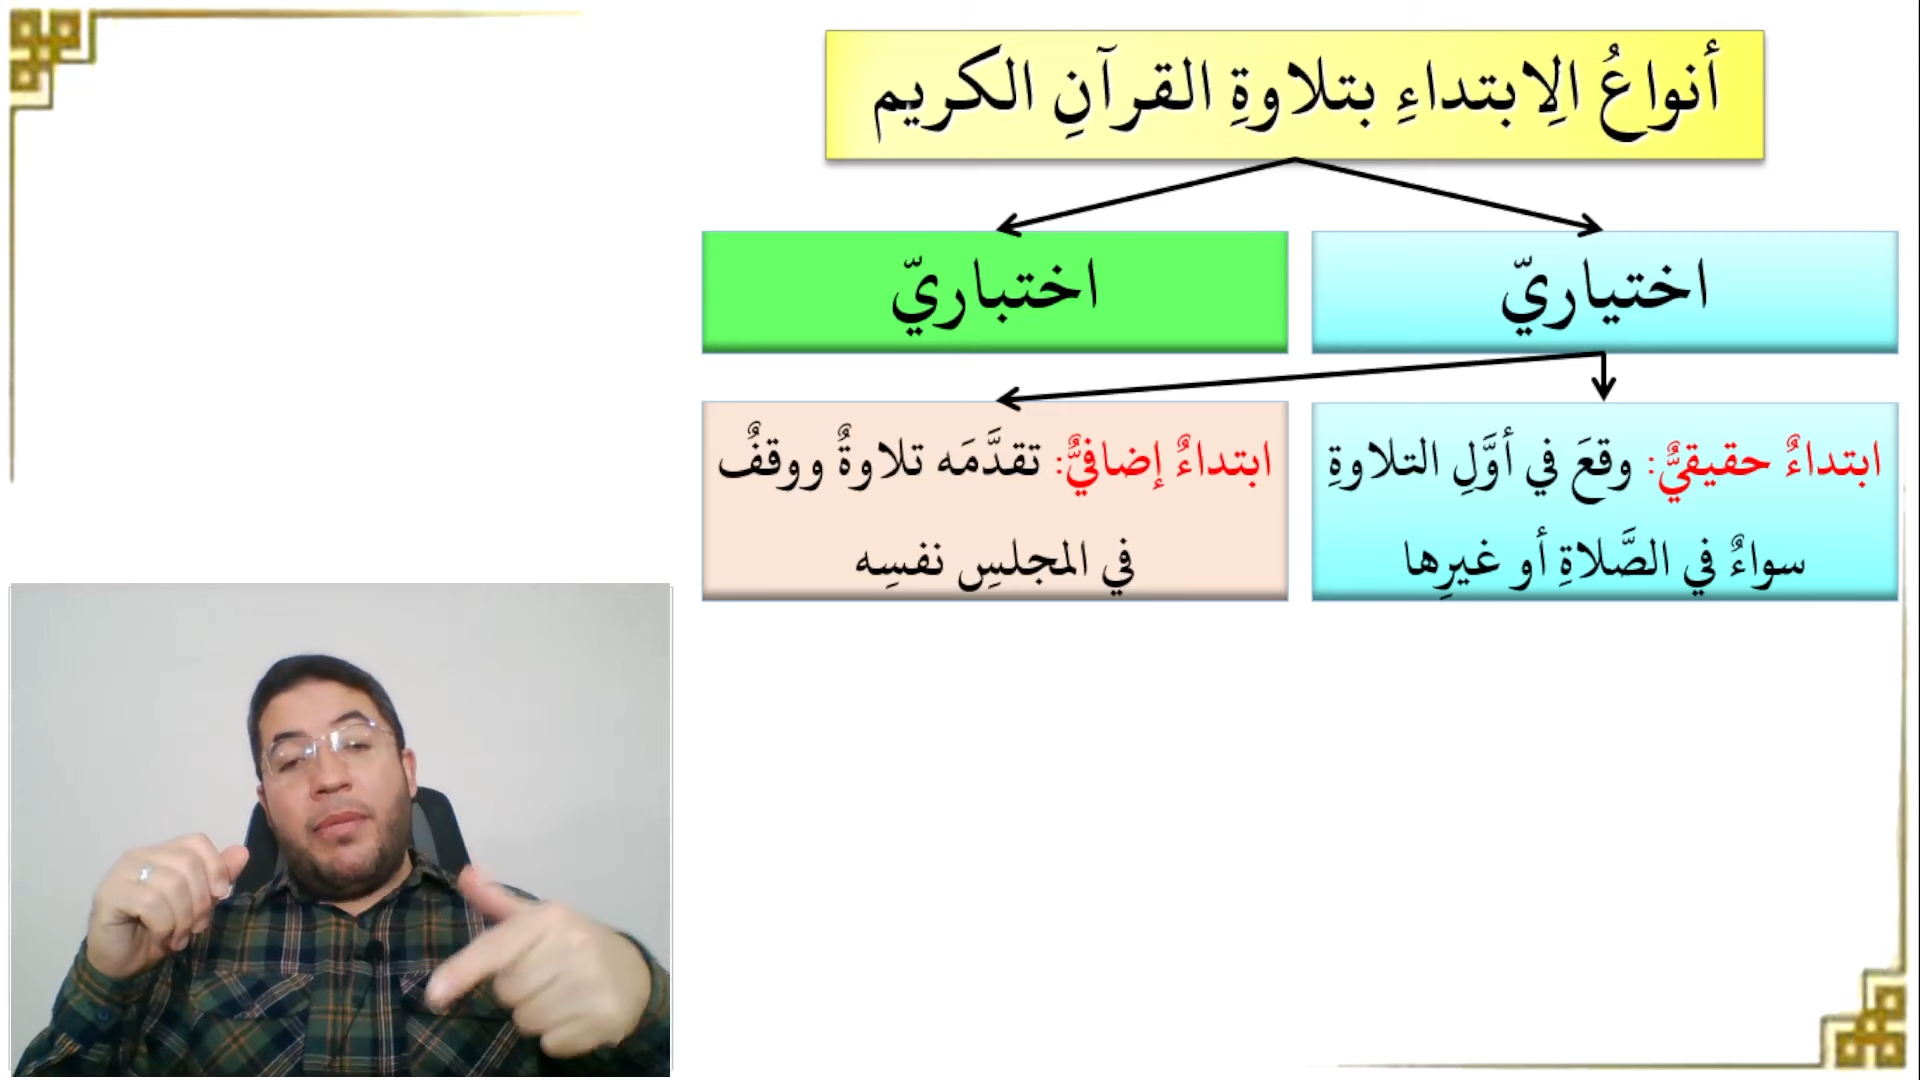 أنواعُ الِابتداءِ بتلاوةِ القرآنِ الكريم
اختياريّ
اختباريّ
ابتداءٌ حقيقيٌّ: وقعَ في أوَّلِ التلاوةِ
سواءٌ في الصَّلاةِ أو غيرِها
ابتداءٌ إضافيٌّ: تقدَّمَه تلاوةٌ ووقفٌ
في المجلسِ نفسِه